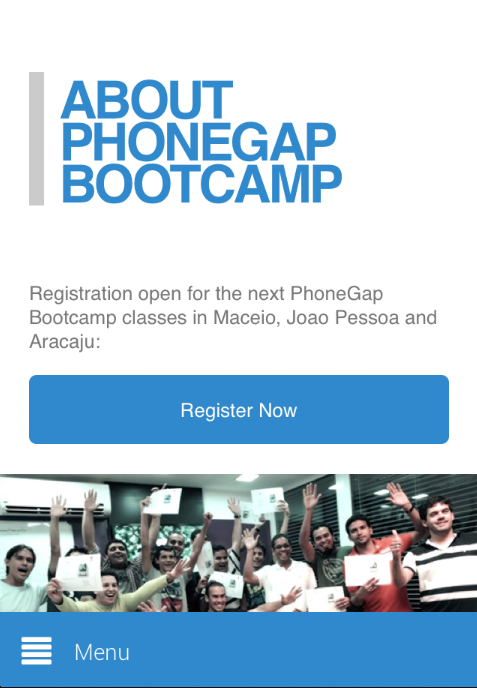 ABOUT
PHONEGAP
BOOTCAMP
Registration open for the next PhoneGap
Bootcamp classes in Maceio, Joao Pessoa and
Aracaju:
Register Now
Menu